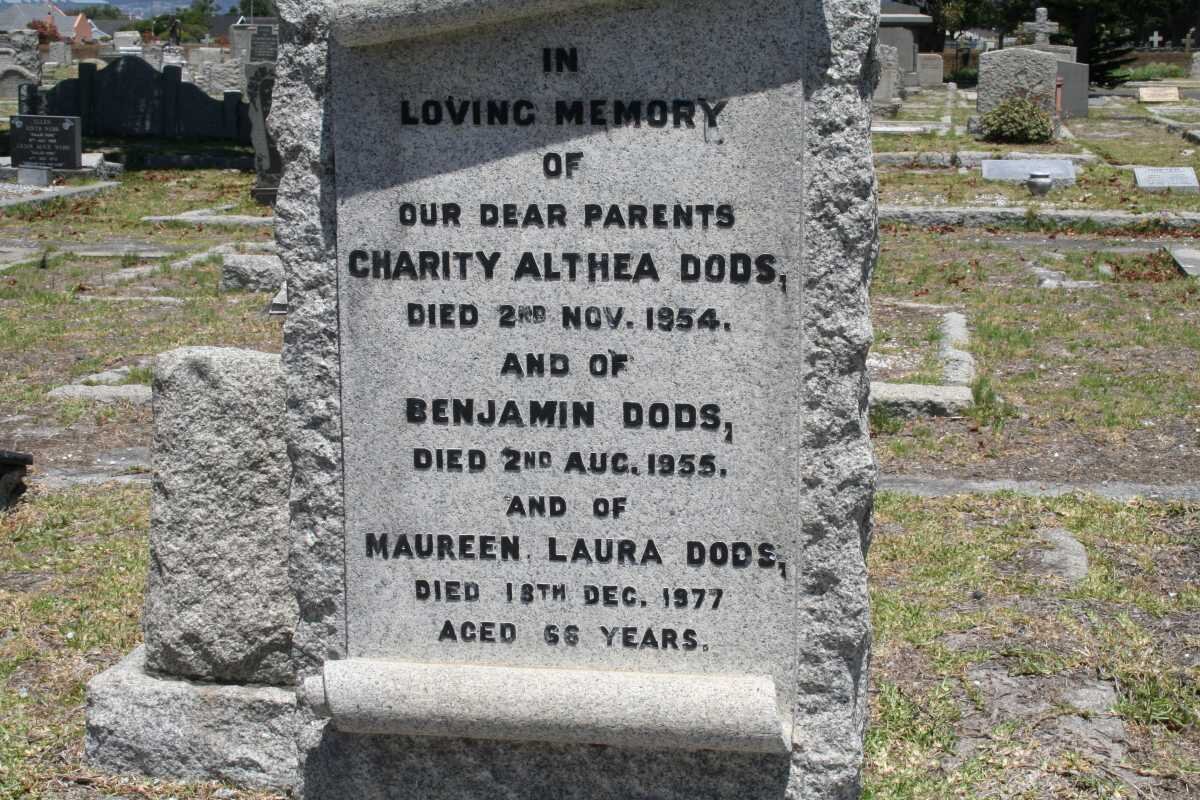 IN
LOVING MEMORY
OF
OUR DEAR PARENTS
CHARITY ALTHEA DODS,
DIED 2ND NOV. 1954.
AND OF
BENJAMIN DODS,
DIED 2ND AUG. 1955.
AND OF
MAUREEN LAURA DODS,
DIED 18TH DEC. 1977
AGED 66 YEARS.